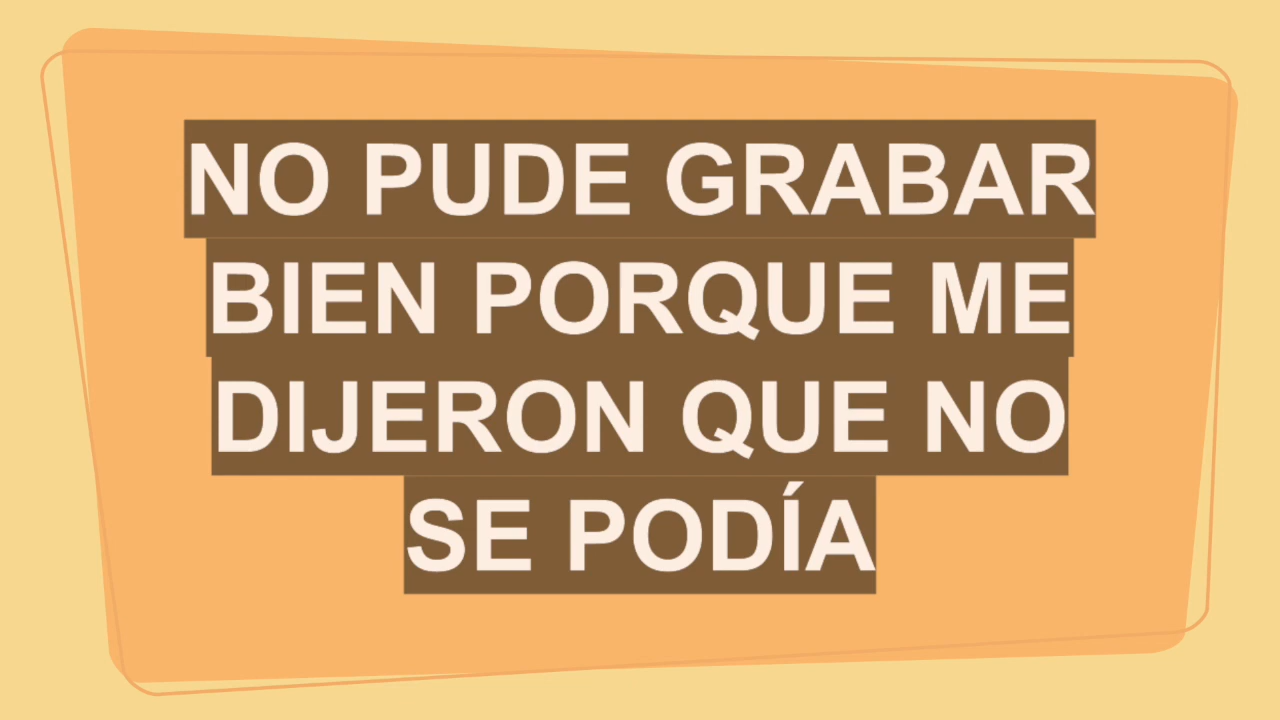 NO PUDE GRABAR
BIEN PORQUE ME
DIJERON QUE NO
SE PODÍA